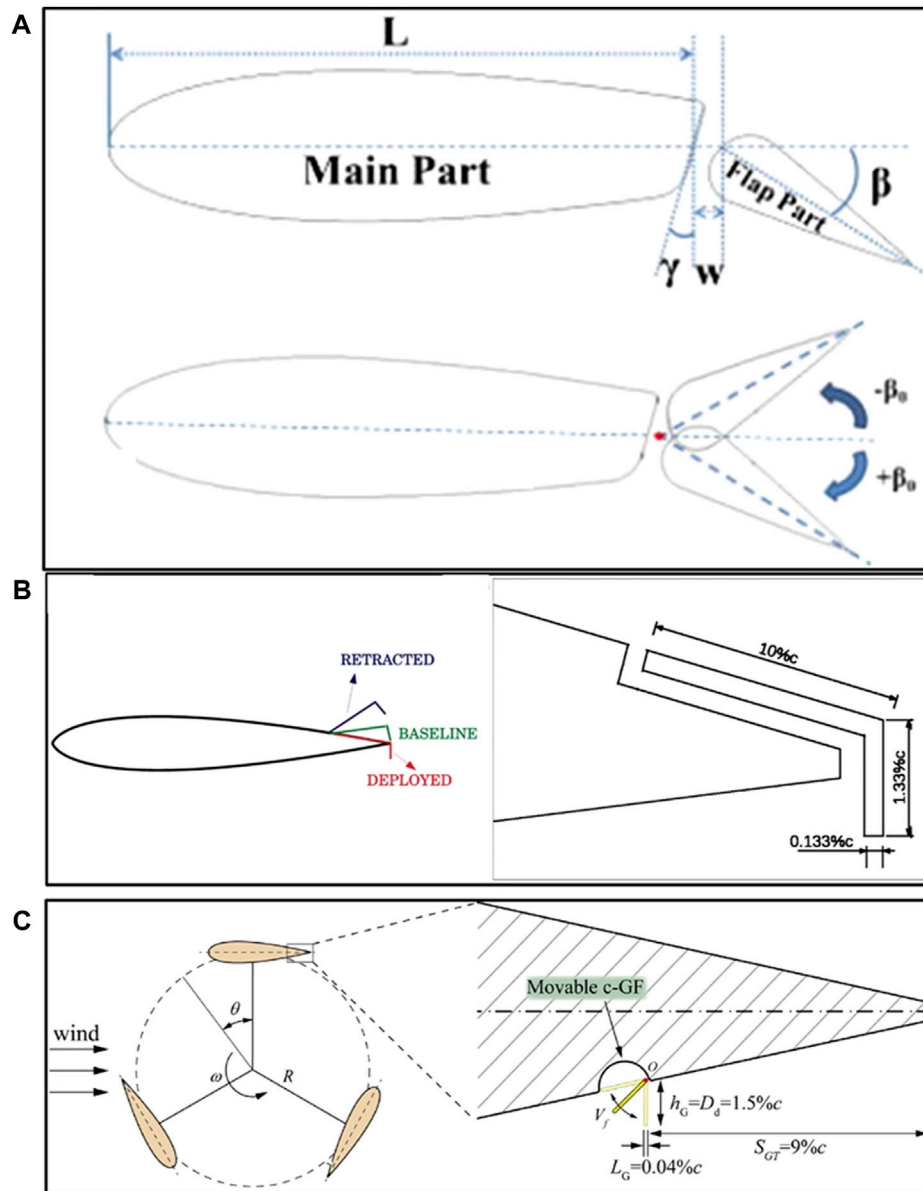 A
L
Main Part
Flap Part
β
γ
w
-β₀
+β₀
B
RETRACTED
BASELINE
DEPLOYED
10%c
1.33%c
0.133%c
C
wind
θ
ω
R
Movable c-GF
O
V_f
h_G=D_d=1.5%c
S_GT=9%c
L_G=0.04%c